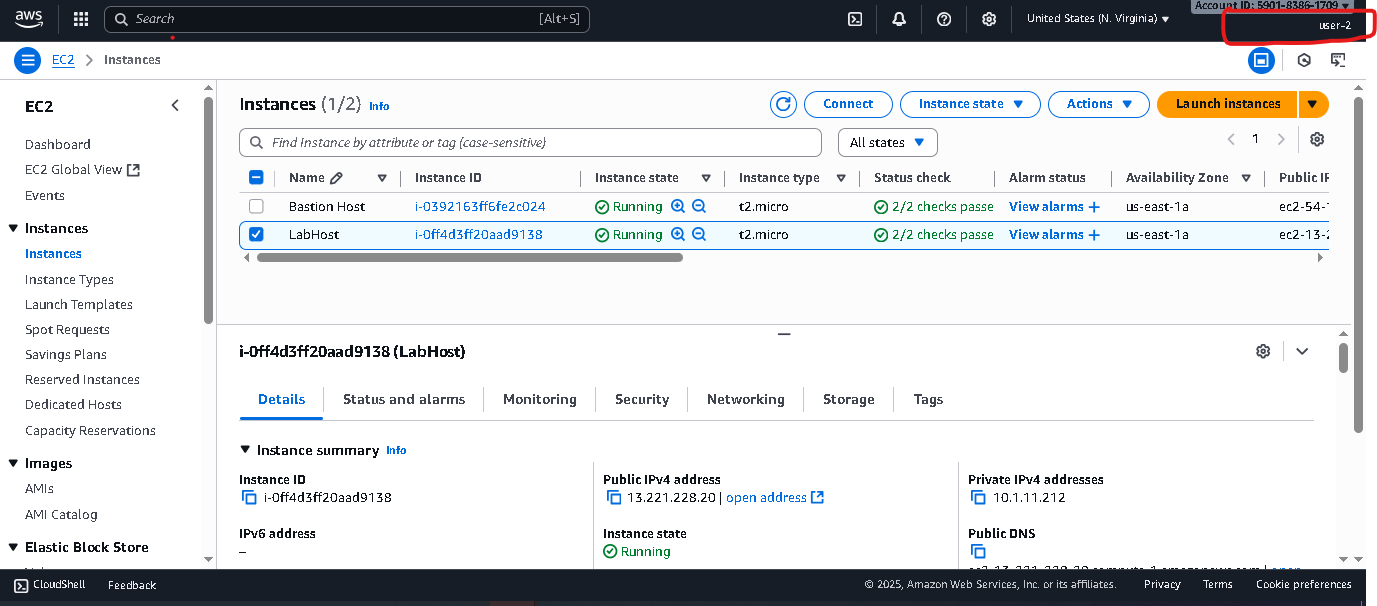 aws
Search [Alt+S]
United States (N. Virginia)
Account ID: 5901-8386-1709
user-2
EC2 Instances
EC2
Dashboard
EC2 Global View
Events
Instances
Instances
Instance Types
Launch Templates
Spot Requests
Savings Plans
Reserved Instances
Dedicated Hosts
Capacity Reservations
Images
AMIs
AMI Catalog
Elastic Block Store
Instances (1/2) Info
Connect
Instance state
Actions
Launch instances
Find Instance by attribute or tag (case-sensitive)
All states
1
Name Instance ID Instance state Instance type Status check Alarm status Availability Zone Public IP
Bastion Host i-0392163ff6fe2c024 Running t2.micro 2/2 checks passe View alarms + us-east-1a ec2-54-
LabHost i-0ff4d3ff20aad9138 Running t2.micro 2/2 checks passe View alarms + us-east-1a ec2-13-2
i-0ff4d3ff20aad9138 (LabHost)
Details Status and alarms Monitoring Security Networking Storage Tags
Instance summary Info
Instance ID
i-0ff4d3ff20aad9138
Public IPv4 address
13.221.228.20 | open address
Private IPv4 addresses
10.1.11.212
IPv6 address
–
Instance state
Running
Public DNS
CloudShell Feedback © 2025, Amazon Web Services, Inc. or its affiliates. Privacy Terms Cookie preferences